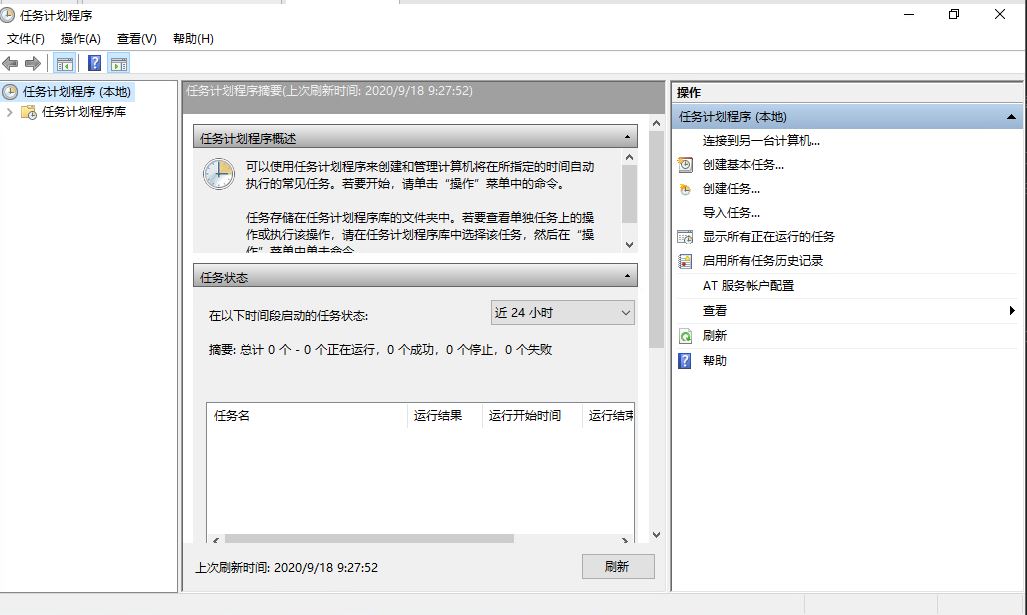 任务计划程序
文件(F) 操作(A) 查看(V) 帮助(H)
任务计划程序 (本地)
任务计划程序库
任务计划程序摘要(上次刷新时间: 2020/9/18 9:27:52)
任务计划程序概述
可以使用任务计划程序来创建和管理计算机将在所指定的时间自动
执行的常见任务。若要开始，请单击“操作”菜单中的命令。
任务存储在任务计划程序库的文件夹中。若要查看单独任务上的操
作或执行该操作，请在任务计划程序库中选择该任务，然后在“操
作”菜单中单击命令
任务状态
在以下时间段启动的任务状态:
近 24 小时
摘要: 总计 0 个 - 0 个正在运行，0 个成功，0 个停止，0 个失败
任务名 运行结果 运行开始时间 运行结束
上次刷新时间: 2020/9/18 9:27:52
刷新
操作
任务计划程序 (本地)
连接到另一台计算机...
创建基本任务...
创建任务...
导入任务...
显示所有正在运行的任务
启用所有任务历史记录
AT 服务帐户配置
查看
刷新
帮助